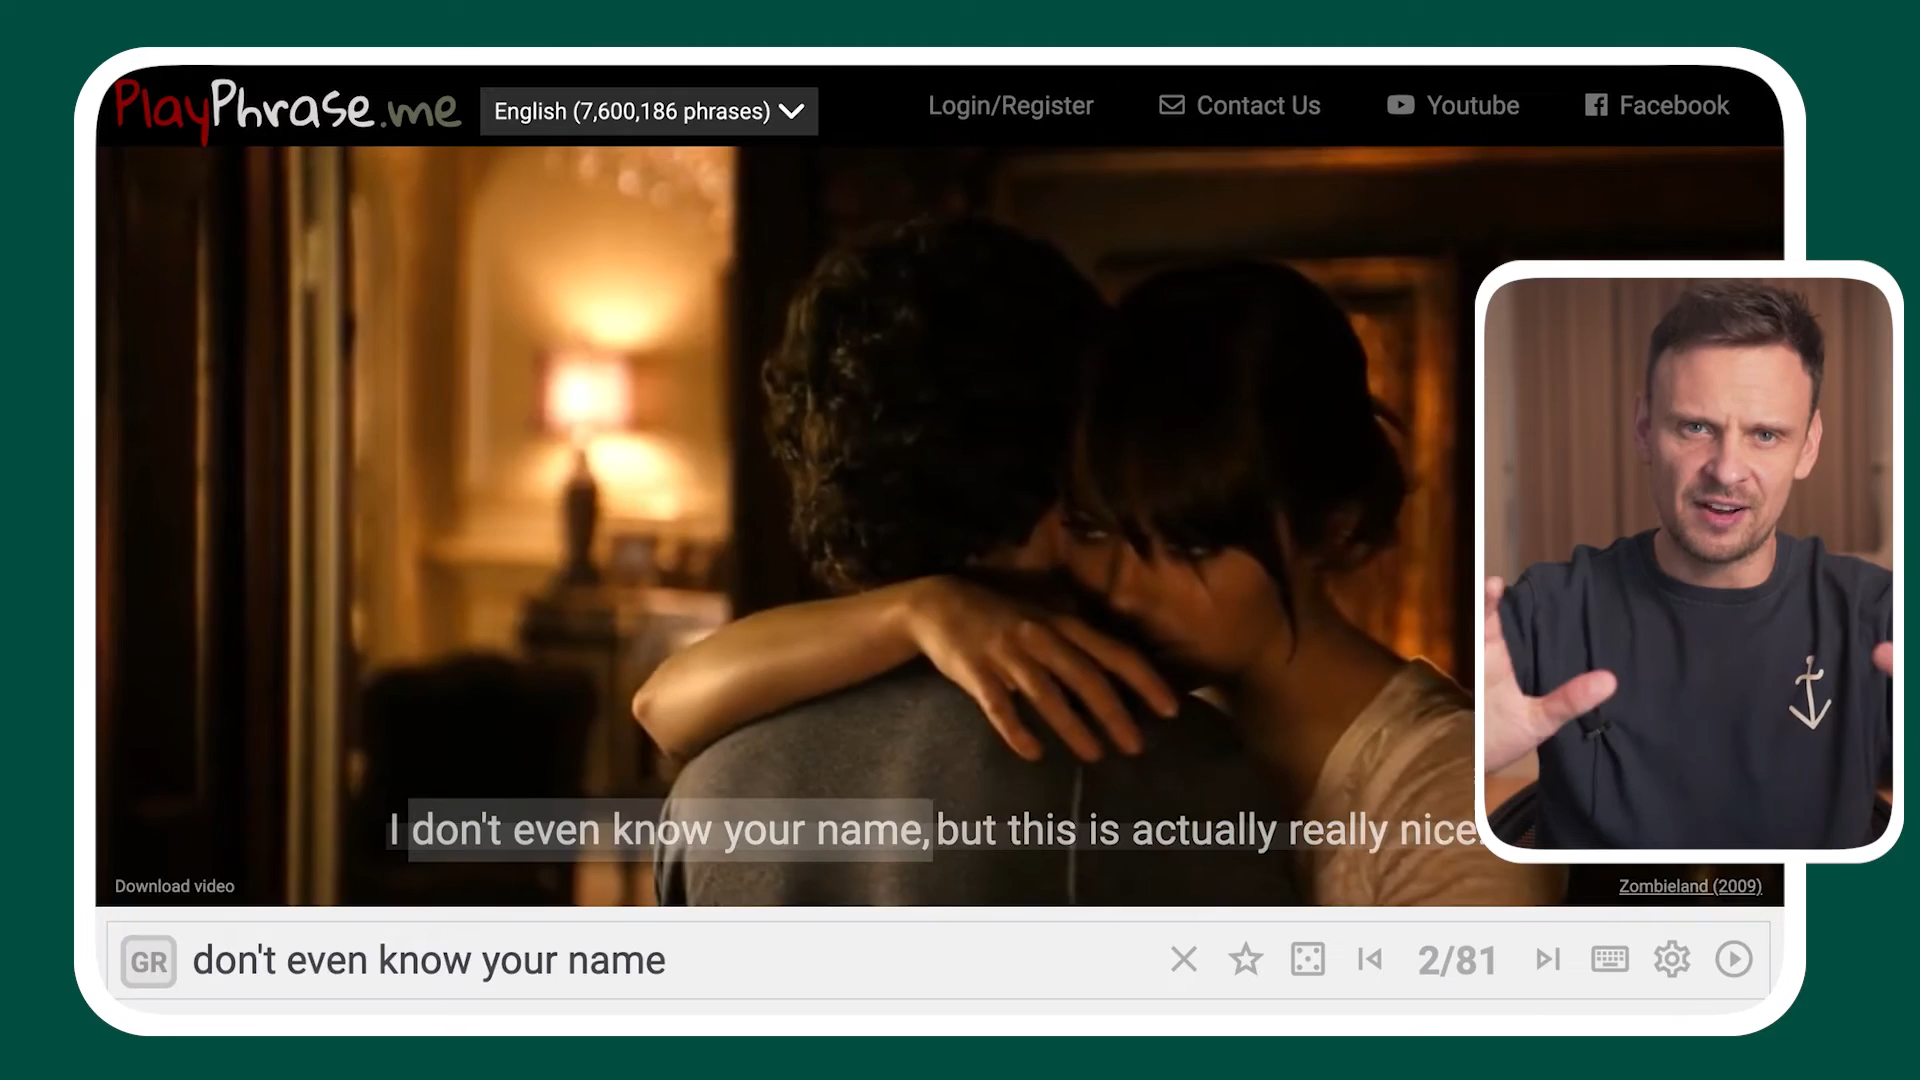 PlayPhrase.me
English (7,600,186 phrases)
Login/Register
Contact Us
Youtube
Facebook
I don't even know your name, but this is actually really nice.
Download video
Zombieland (2009)
GR
don't even know your name
2/81